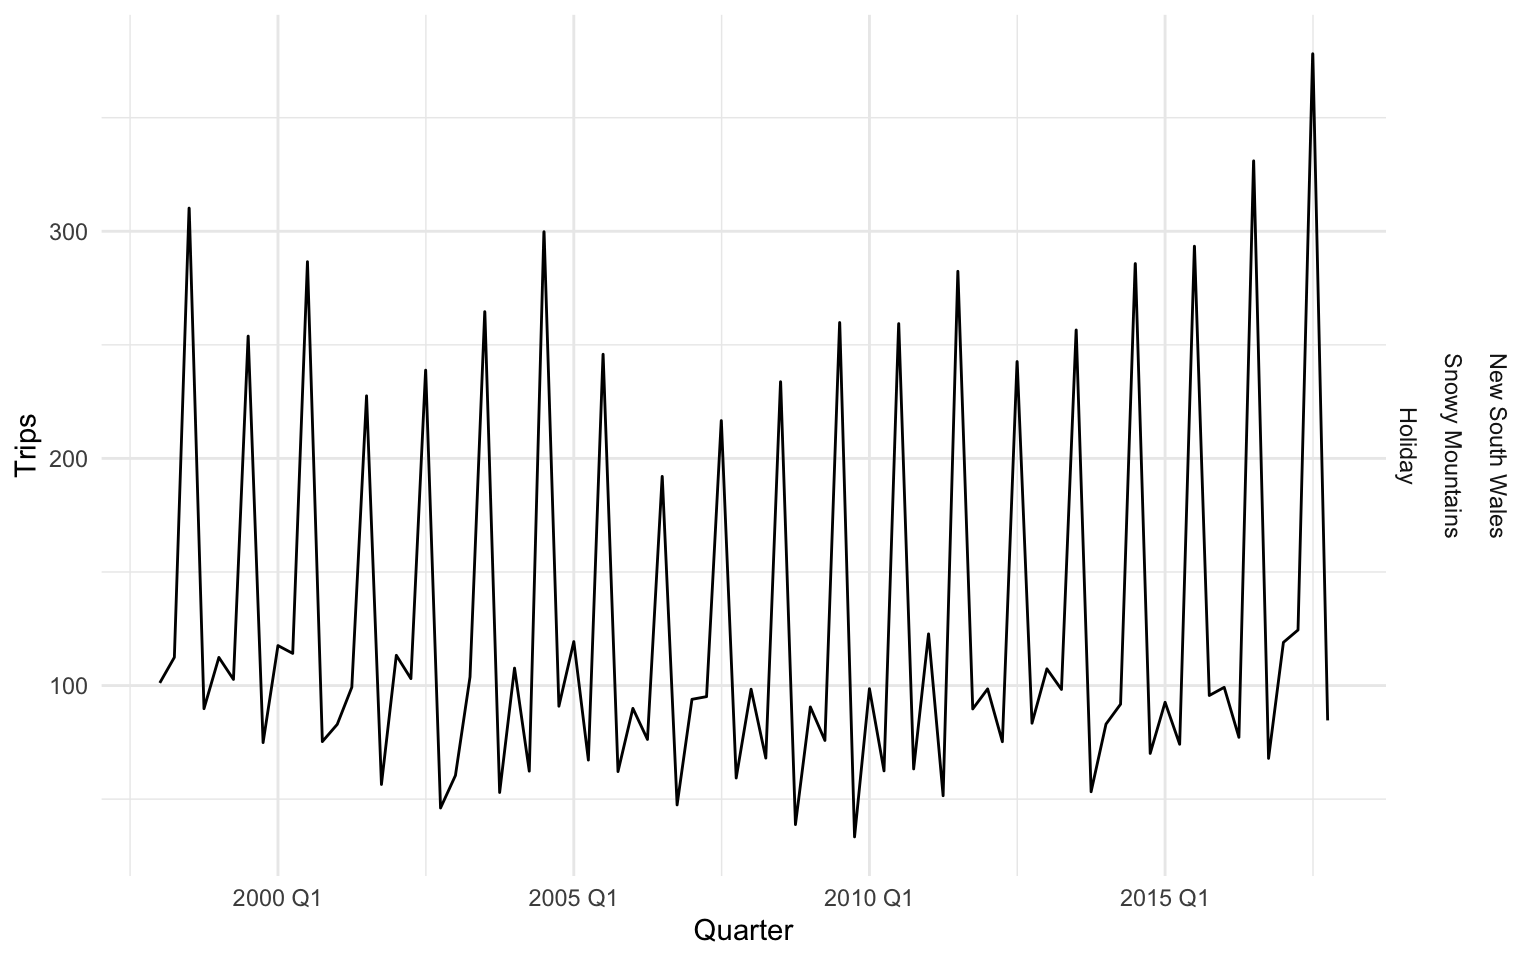 300
200
100
Trips
2000 Q1
2005 Q1
2010 Q1
2015 Q1
Quarter
New South Wales
Snowy Mountains
Holiday